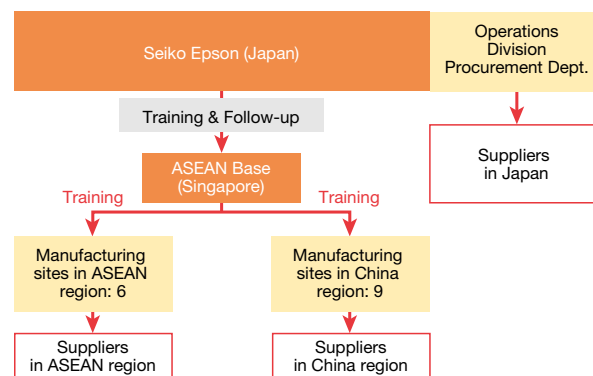 Seiko Epson (Japan)
Operations
Division
Procurement Dept.
Training & Follow-up
ASEAN Base
(Singapore)
Suppliers
in Japan
Training
Training
Manufacturing
sites in ASEAN
region: 6
Manufacturing
sites in China
region: 9
Suppliers
in ASEAN region
Suppliers
in China region